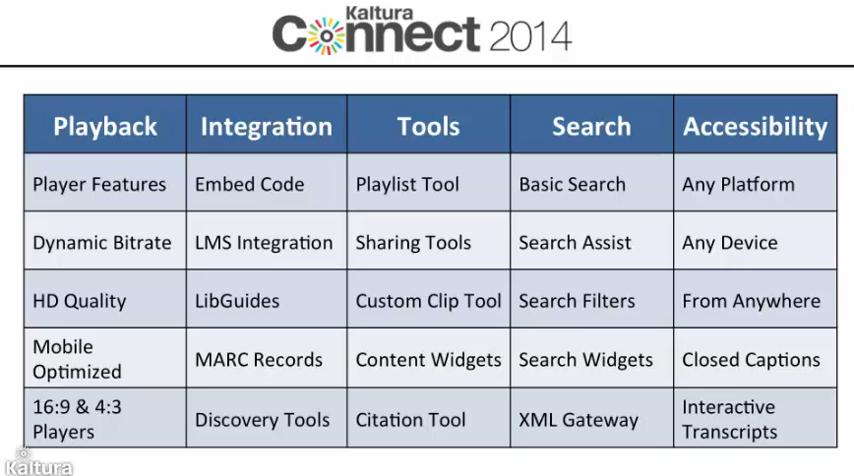 Kaltura
Connect 2014
Playback Integration Tools Search Accessibility
Player Features Embed Code Playlist Tool Basic Search Any Platform
Dynamic Bitrate LMS Integration Sharing Tools Search Assist Any Device
HD Quality LibGuides Custom Clip Tool Search Filters From Anywhere
Mobile
Optimized MARC Records Content Widgets Search Widgets Closed Captions
16:9 & 4:3
Players Discovery Tools Citation Tool XML Gateway Interactive
Transcripts
Kaltura